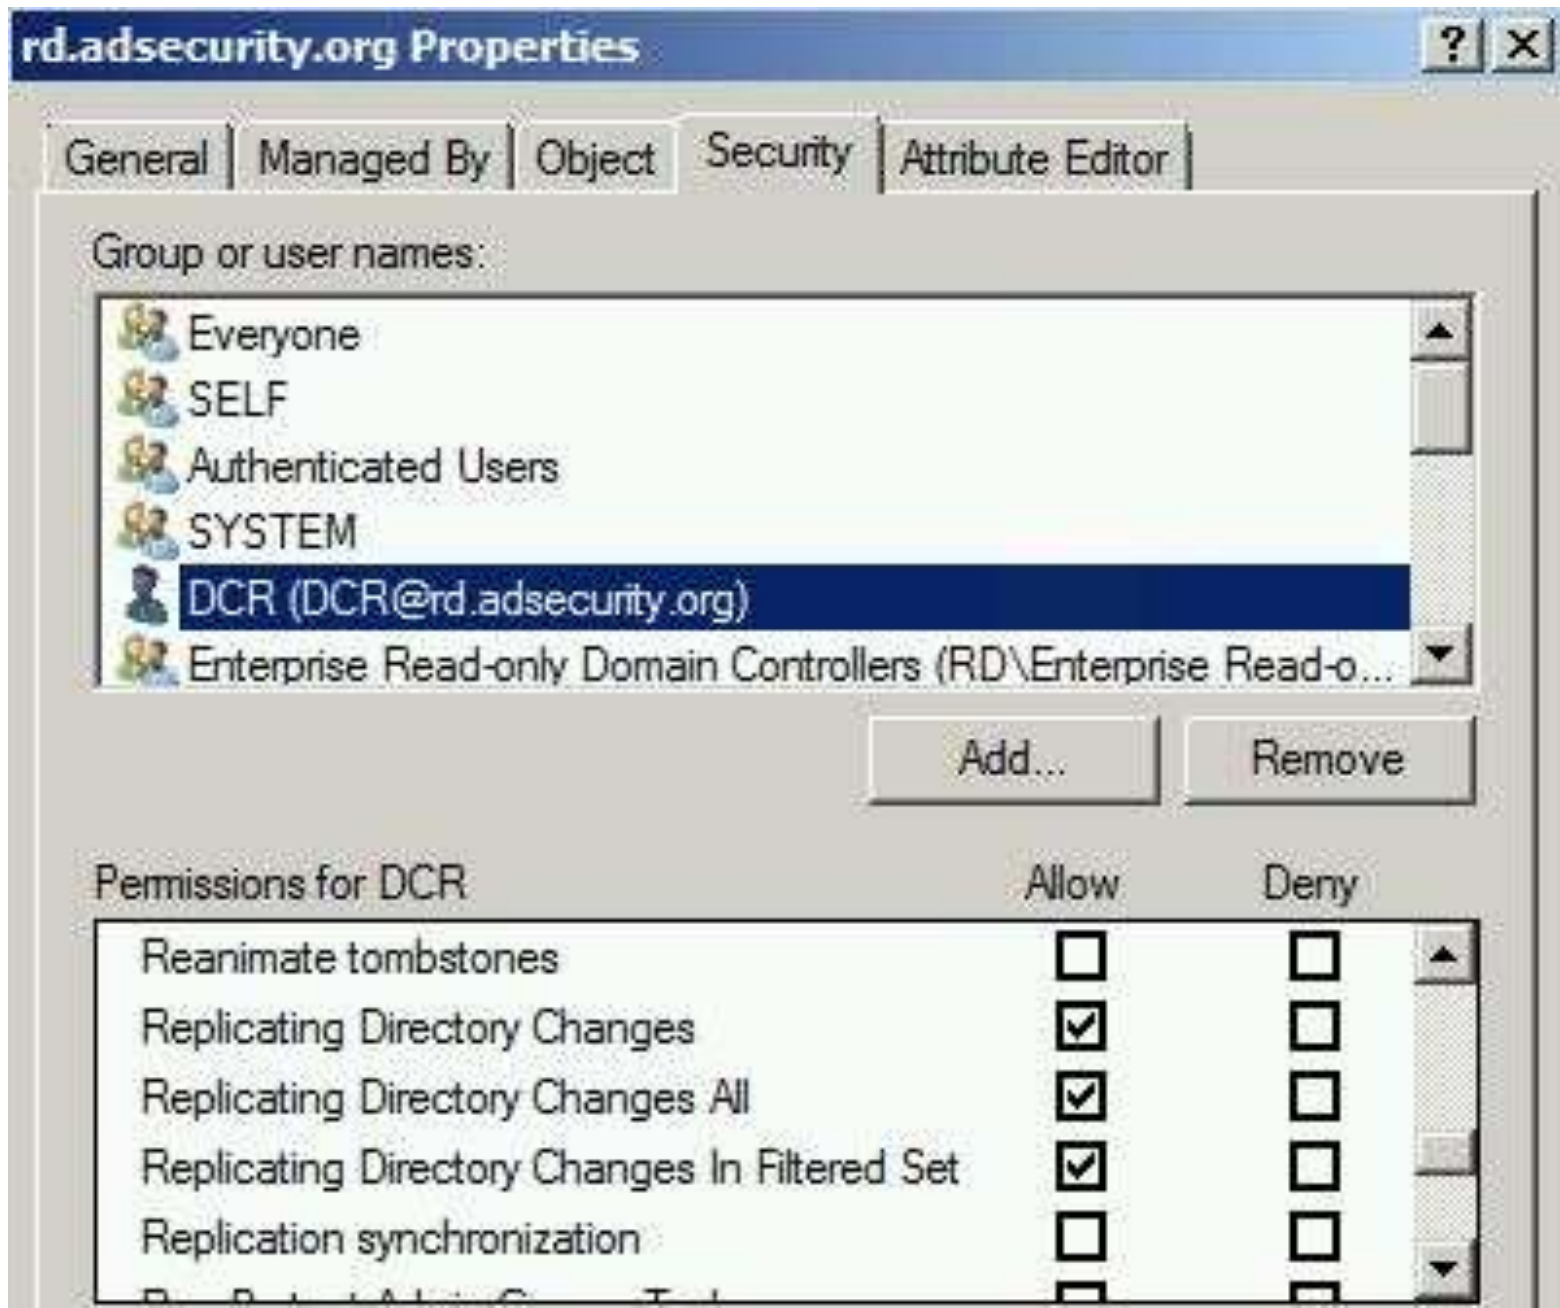 rd.adsecurity.org Properties
General Managed By Object Security Attribute Editor
Group or user names:
Everyone
SELF
Authenticated Users
SYSTEM
DCR (DCR@rd.adsecurity.org)
Enterprise Read-only Domain Controllers (RD\Enterprise Read-o...
Add... Remove
Permissions for DCR Allow Deny
Reanimate tombstones
Replicating Directory Changes
Replicating Directory Changes All
Replicating Directory Changes In Filtered Set
Replication synchronization